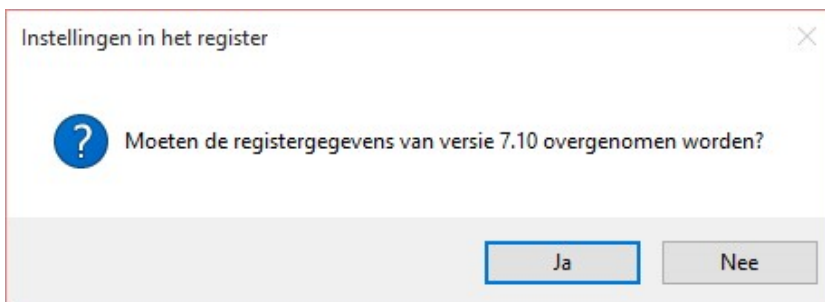 Instellingen in het register
Moeten de registergegevens van versie 7.10 overgenomen worden?
Ja
Nee